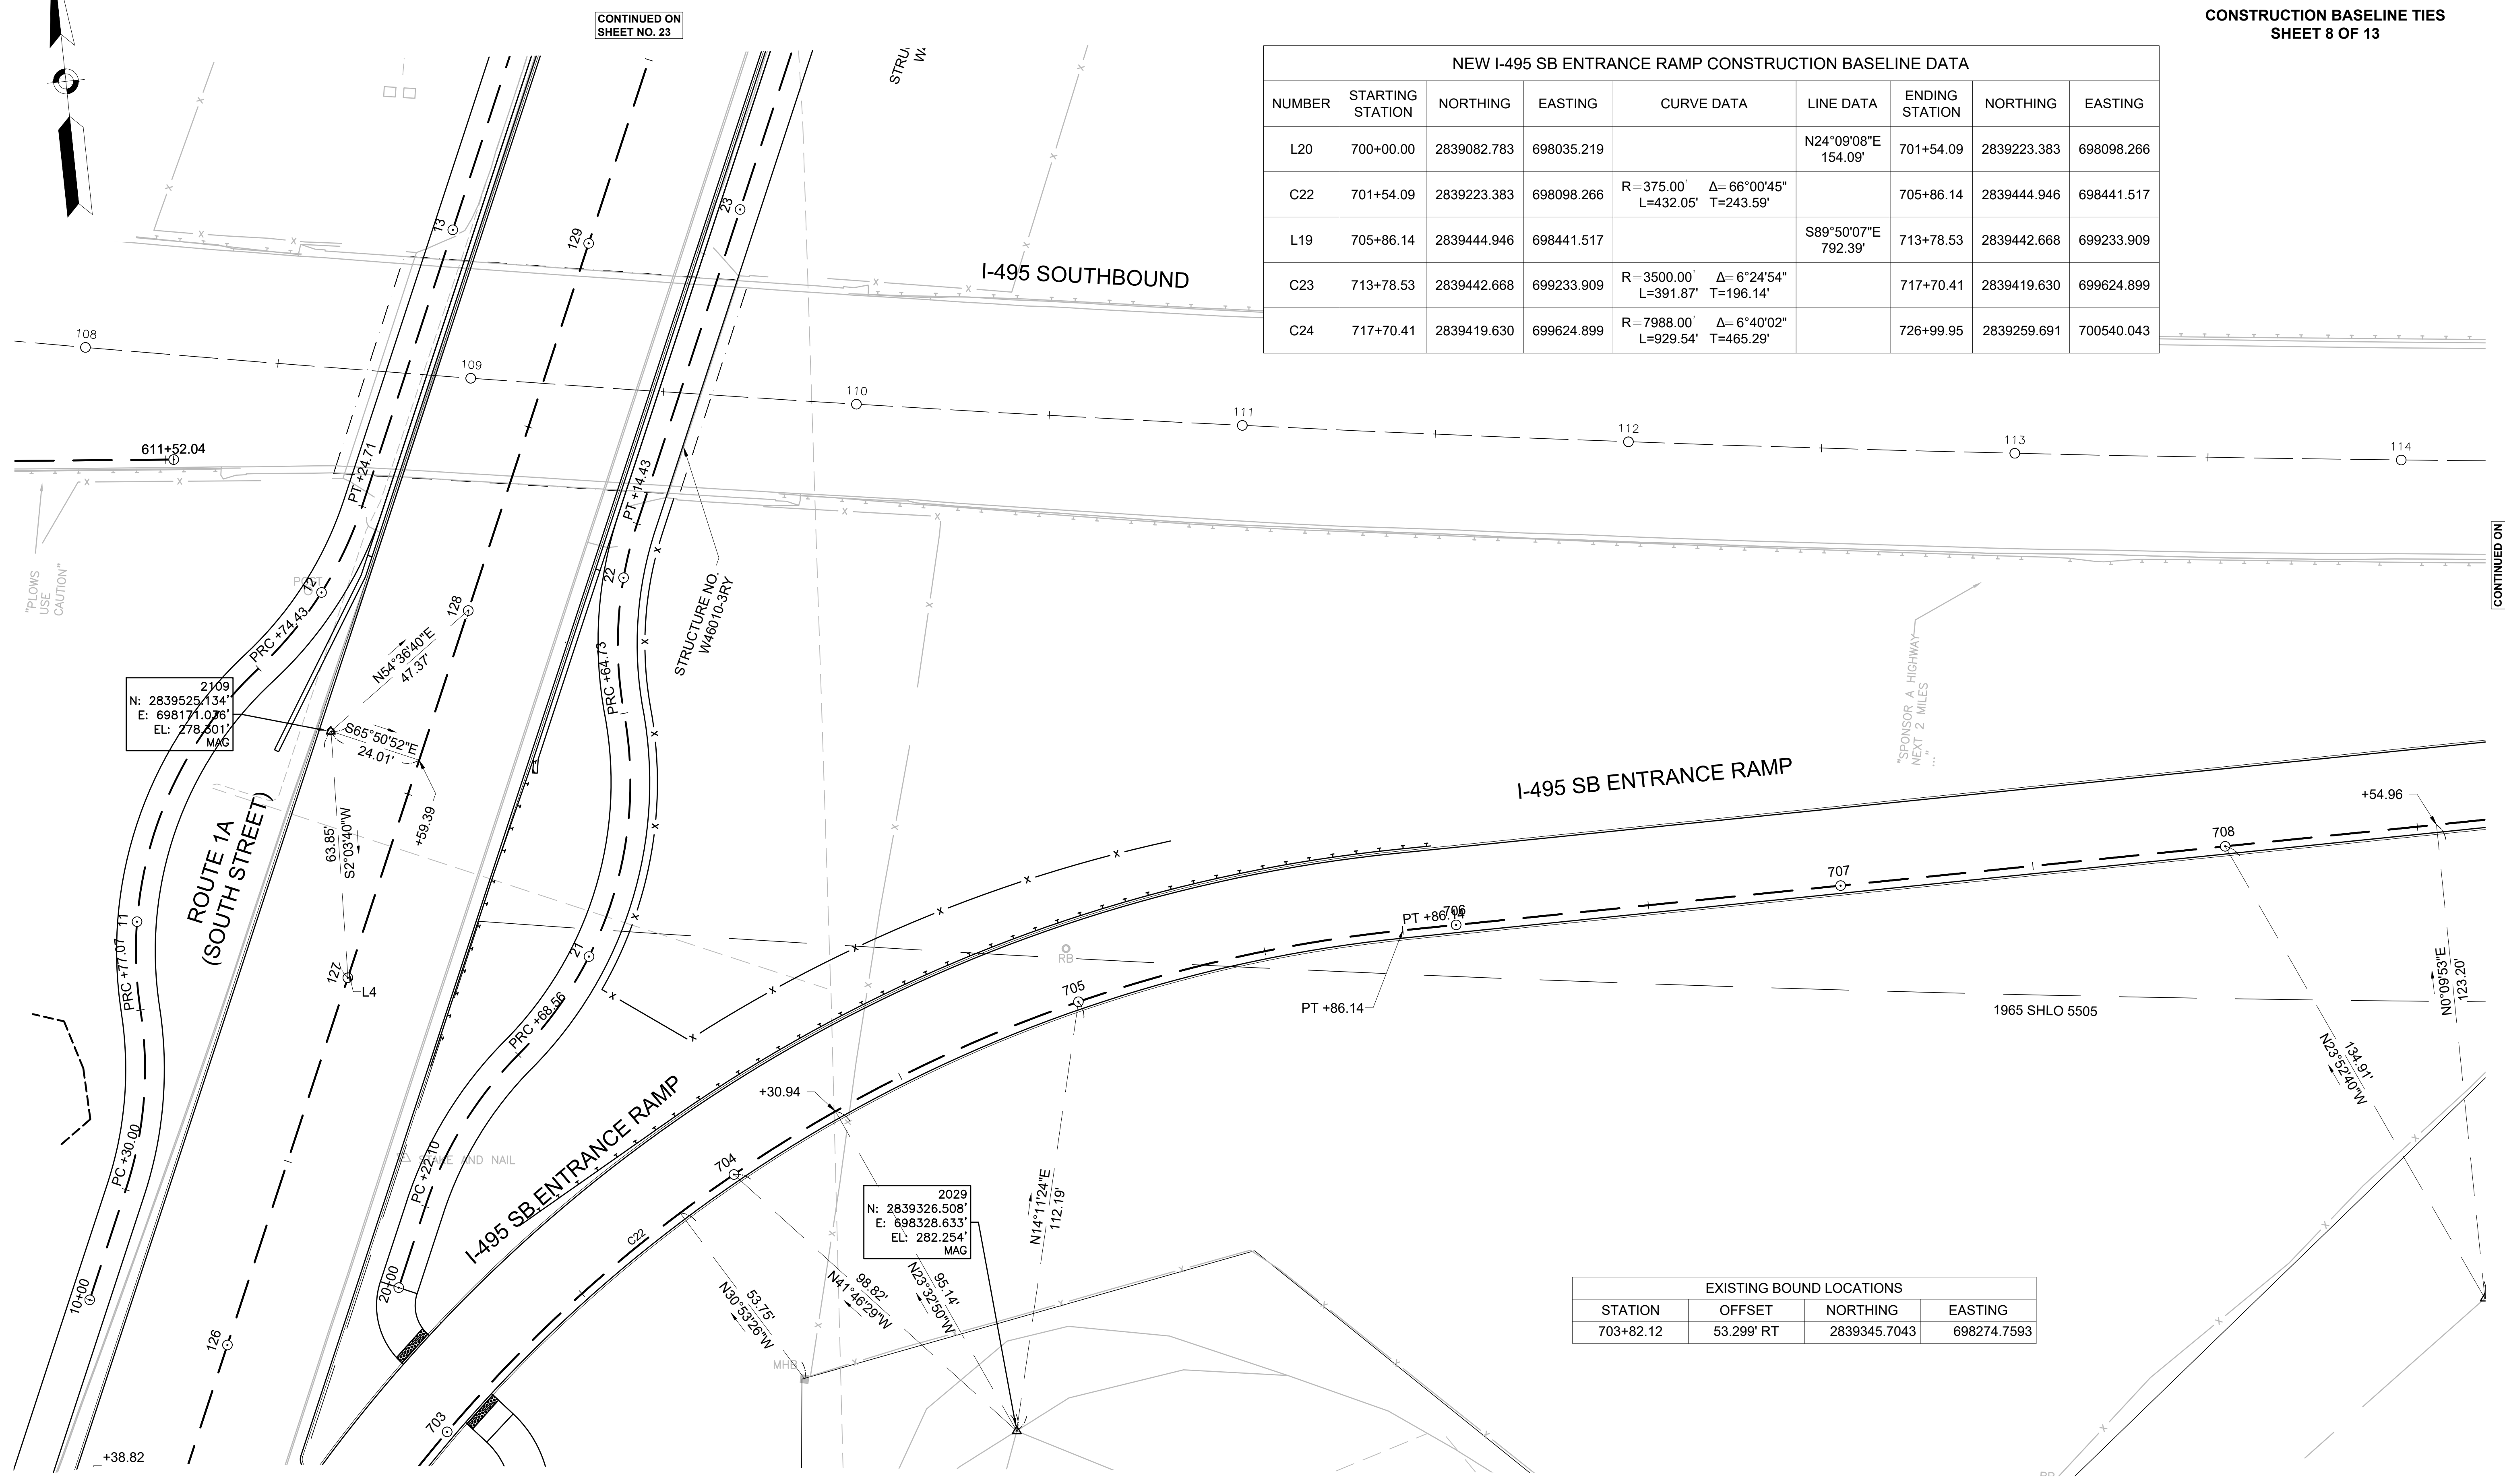 CONTINUED ON
SHEET NO. 23
CONSTRUCTION BASELINE TIES
SHEET 8 OF 13
NEW I-495 SB ENTRANCE RAMP CONSTRUCTION BASELINE DATA
NUMBER STARTING STATION NORTHING EASTING CURVE DATA LINE DATA ENDING STATION NORTHING EASTING
L20 700+00.00 2839082.783 698035.219 N24°09'08"E 154.09' 701+54.09 2839223.383 698098.266
C22 701+54.09 2839223.383 698098.266 R=375.00' Δ=66°00'45" L=432.05' T=243.59' 705+86.14 2839444.946 698441.517
L19 705+86.14 2839444.946 698441.517 S89°50'07"E 792.39' 713+78.53 2839442.668 699233.909
C23 713+78.53 2839442.668 699233.909 R=3500.00' Δ=6°24'54" L=391.87' T=196.14' 717+70.41 2839419.630 699624.899
C24 717+70.41 2839419.630 699624.899 R=7988.00' Δ=6°40'02" L=929.54' T=465.29' 726+99.95 2839259.691 700540.043
STRU
13
129
23
I-495 SOUTHBOUND
108
109
110
111
112
113
114
611+52.04
PT +24.71
PT +14.43
CONTINUED ON
"PLOWS
USE
CAUTION"
12
PRC +74.43
128
22
N54°36'40"E
47.37'
STRUCTURE NO.
W46010-3RY
PRC +64.73
2109
N: 2839525.134'
E: 698171.036'
EL: 278.301'
MAG
S65°50'52"E
24.01'
"SPONSOR A HIGHWAY
NEXT 2 MILES
..."
I-495 SB ENTRANCE RAMP
63.85'
S2°03'40"W
+59.39
+54.96
ROUTE 1A
(SOUTH STREET)
708
707
706
PT +86.14
11
PRC +77.07
127
L4
21
PRC +68.56
RB
705
PT +86.14
1965 SHLO 5505
N0°09'53"E
123.20'
134.91'
N23°52'40"W
+30.94
I-495 SB ENTRANCE RAMP
PC +30.00
PC +22.10
STAKE AND NAIL
704
2029
N: 2839326.508'
E: 698328.633'
EL: 282.254'
MAG
N14°11'24"E
112.19'
C22
53.75'
N30°53'26"W
98.82'
N41°46'29"W
95.14'
N23°32'50"W
10+00
20+00
126
MHB
703
+38.82
EXISTING BOUND LOCATIONS
STATION OFFSET NORTHING EASTING
703+82.12 53.299' RT 2839345.7043 698274.7593